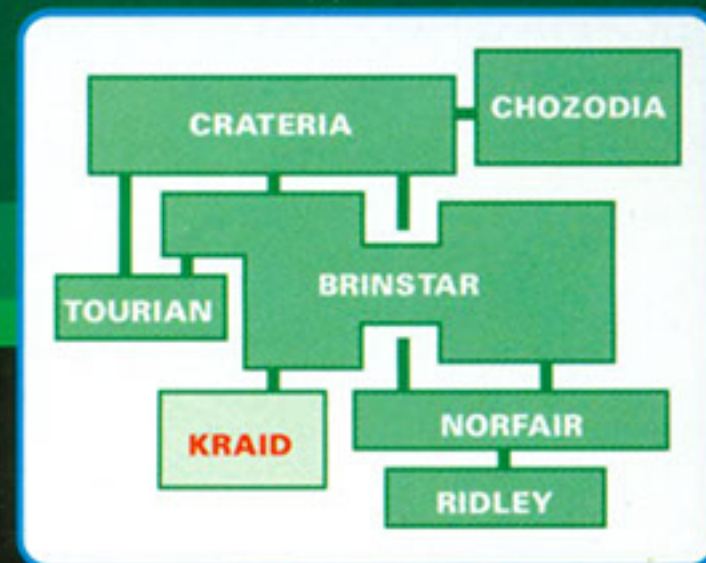 CRATERIA
CHOZODIA
BRINSTAR
TOURIAN
KRAID
NORFAIR
RIDLEY